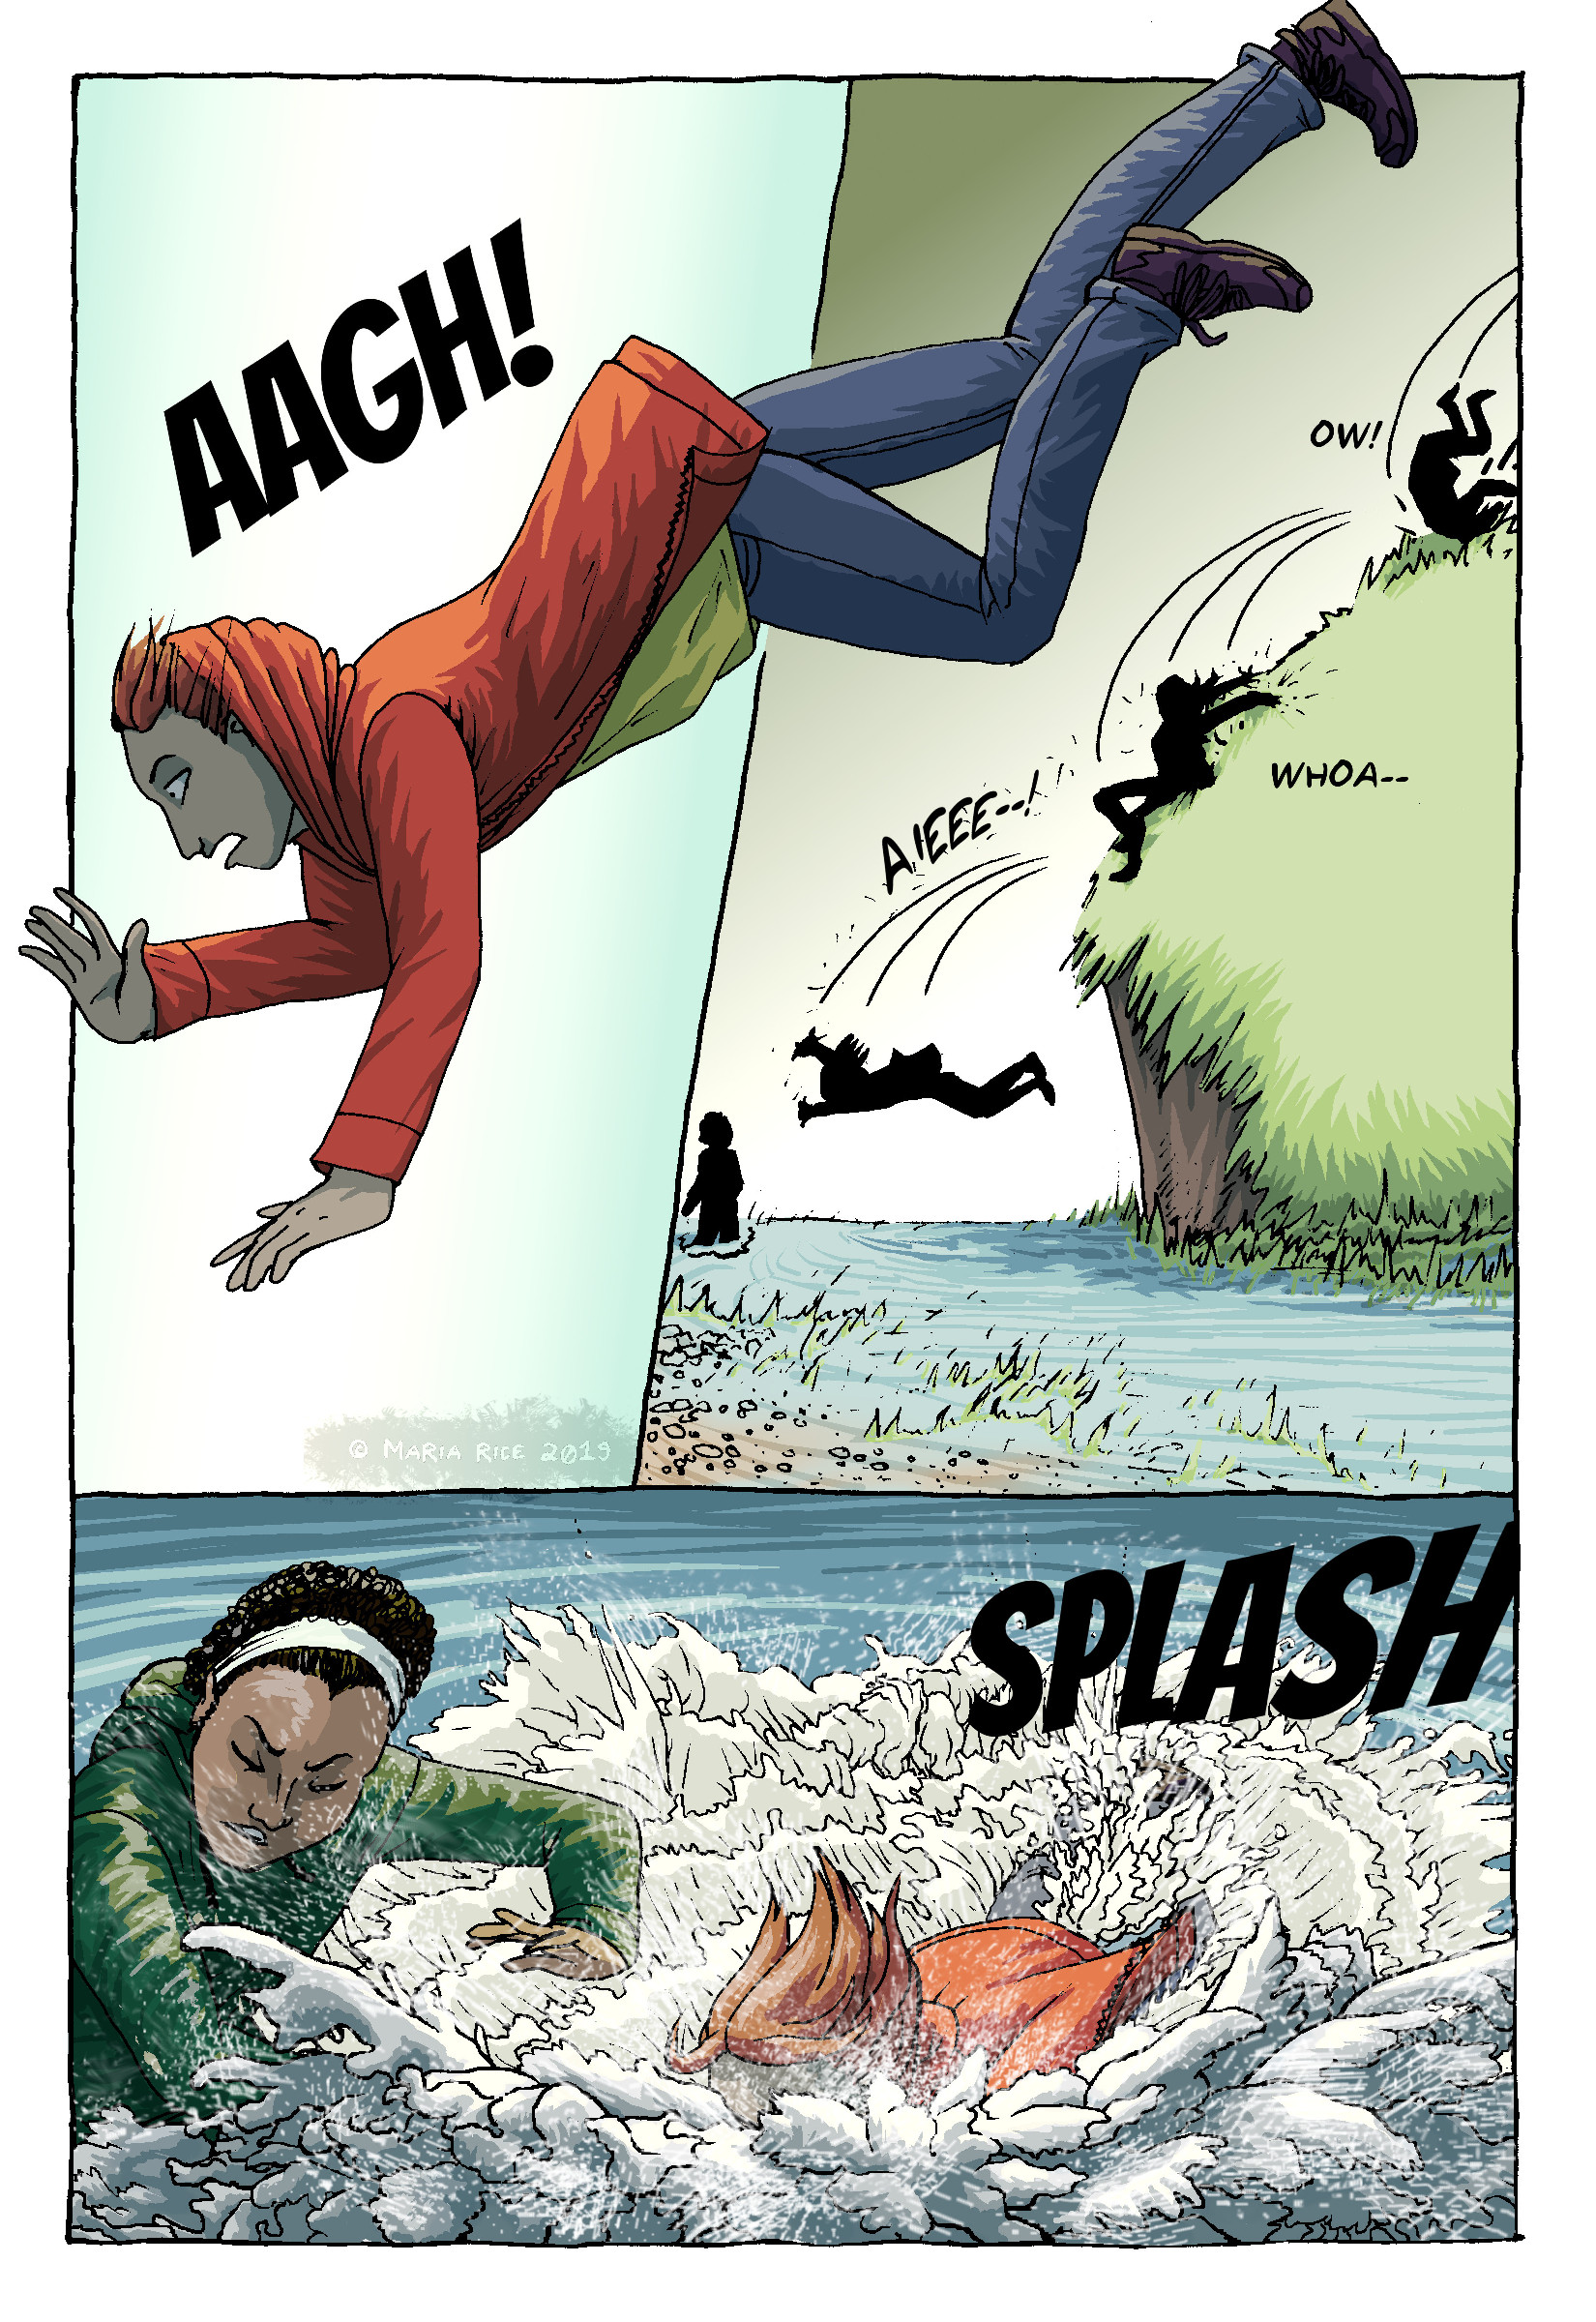 AAGH!
OW!
WHOA--
AIEEE--!
© MARIA RICE 2019
SPLASH